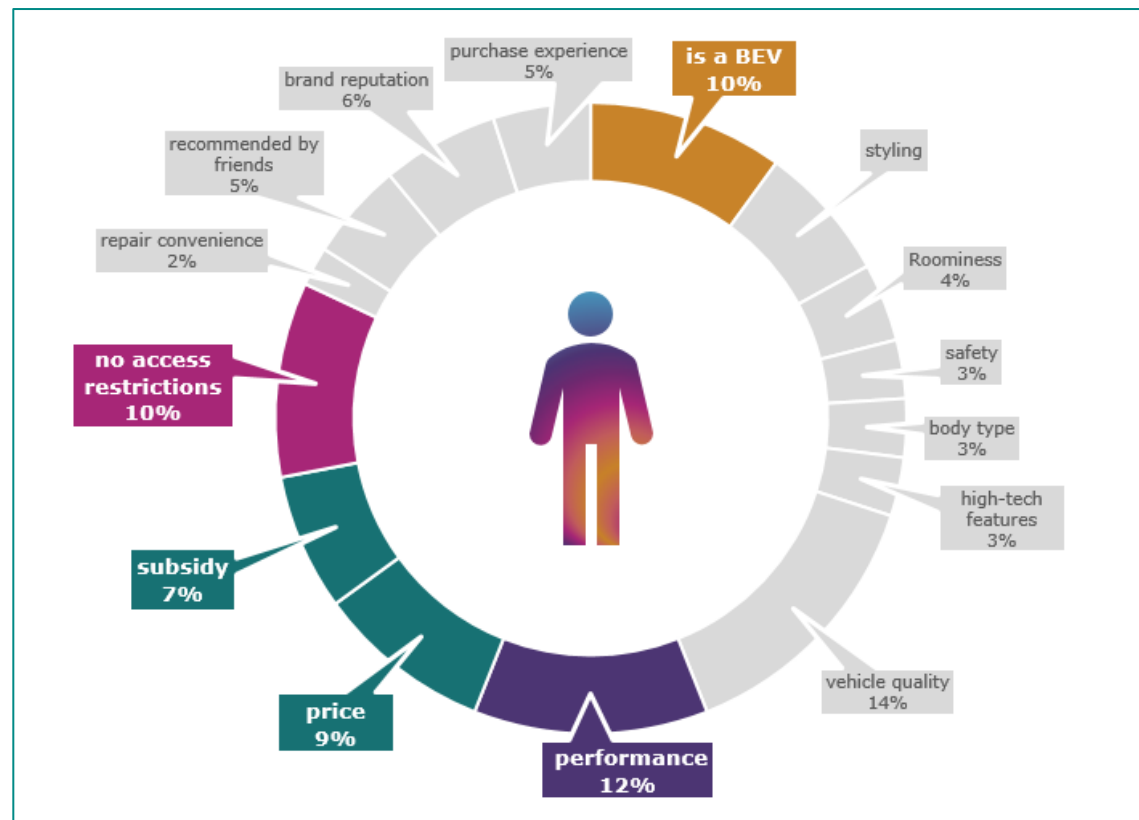 purchase experience
5%
is a BEV
10%
brand reputation
6%
styling
recommended by
friends
5%
Roominess
4%
repair convenience
2%
safety
3%
no access
restrictions
10%
body type
3%
high-tech
features
3%
subsidy
7%
vehicle quality
14%
price
9%
performance
12%